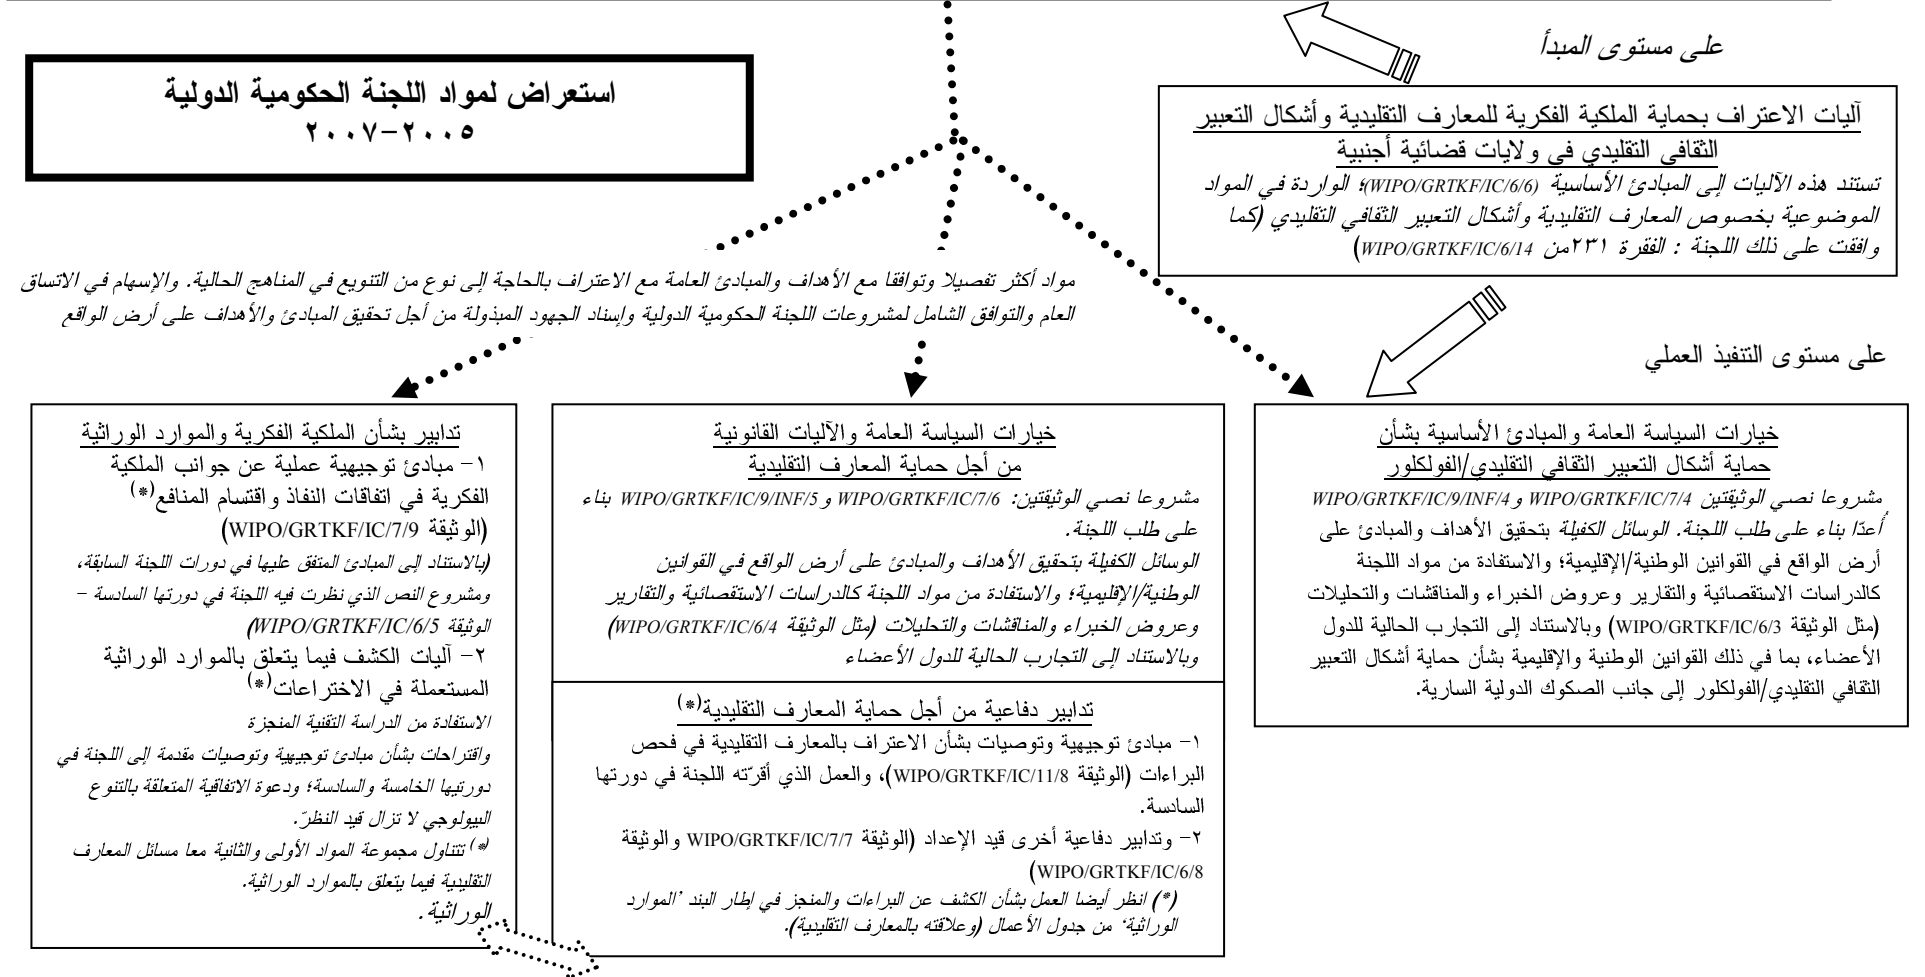 على مستوى المبدأ
استعراض لمواد اللجنة الحكومية الدولية
٢٠٠٥-٢٠٠٧
آليات الاعتراف بحماية الملكية الفكرية للمعارف التقليدية وأشكال التعبير
الثقافي التقليدي في ولايات قضائية أجنبية
تستند هذه الآليات إلى المبادئ الأساسية (WIPO/GRTKF/IC/6/6)؛ الواردة في المواد
الموضوعية بخصوص المعارف التقليدية وأشكال التعبير الثقافي التقليدي (كما
وافقت على ذلك اللجنة : الفقرة ٢٣١من WIPO/GRTKF/IC/6/14)
مواد أكثر تفصيلا وتوافقا مع الأهداف والمبادئ العامة مع الاعتراف بالحاجة إلى نوع من التنويع في المناهج الحالية. والإسهام في الاتساق
العام والتوافق الشامل لمشروعات اللجنة الحكومية الدولية وإسناد الجهود المبذولة من أجل تحقيق المبادئ والأهداف على أرض الواقع
على مستوى التنفيذ العملي
خيارات السياسة العامة والمبادئ الأساسية بشأن
حماية أشكال التعبير الثقافي التقليدي/الفولكلور
مشروعا نصي الوثيقتين WIPO/GRTKF/IC/7/4 و WIPO/GRTKF/IC/9/INF/4
أُعدّا بناء على طلب اللجنة. الوسائل الكفيلة بتحقيق الأهداف والمبادئ على
أرض الواقع في القوانين الوطنية/الإقليمية؛ والاستفادة من مواد اللجنة
كالدراسات الاستقصائية والتقارير وعروض الخبراء والمناقشات والتحليلات
(مثل الوثيقة WIPO/GRTKF/IC/6/3) وبالاستناد إلى التجارب الحالية للدول
الأعضاء، بما في ذلك القوانين الوطنية والإقليمية بشأن حماية أشكال التعبير
الثقافي التقليدي/الفولكلور إلى جانب الصكوك الدولية السارية.
خيارات السياسة العامة والآليات القانونية
من أجل حماية المعارف التقليدية
مشروعا نصي الوثيقتين: WIPO/GRTKF/IC/7/6 و WIPO/GRTKF/IC/9/INF/5 بناء
على طلب اللجنة.
الوسائل الكفيلة بتحقيق الأهداف والمبادئ على أرض الواقع في القوانين
الوطنية/الإقليمية؛ والاستفادة من مواد اللجنة كالدراسات الاستقصائية والتقارير
وعروض الخبراء والمناقشات والتحليلات (مثل الوثيقة WIPO/GRTKF/IC/6/4)
وبالاستناد إلى التجارب الحالية للدول الأعضاء
تدابير دفاعية من أجل حماية المعارف التقليدية(*)
١- مبادئ توجيهية وتوصيات بشأن الاعتراف بالمعارف التقليدية في فحص
البراءات (الوثيقة WIPO/GRTKF/IC/11/8)، والعمل الذي أقرّته اللجنة في دورتها
السادسة.
٢- وتدابير دفاعية أخرى قيد الإعداد (الوثيقة WIPO/GRTKF/IC/7/7 والوثيقة
WIPO/GRTKF/IC/6/8)
(*) انظر أيضا العمل بشأن الكشف عن البراءات والمنجز في إطار البند "الموارد
الوراثية" من جدول الأعمال (وعلاقته بالمعارف التقليدية).
تدابير بشأن الملكية الفكرية والموارد الوراثية
١- مبادئ توجيهية عملية عن جوانب الملكية
الفكرية في اتفاقات النفاذ واقتسام المنافع(*)
(الوثيقة WIPO/GRTKF/IC/7/9)
(بالاستناد إلى المبادئ المتفق عليها في دورات اللجنة السابقة،
ومشروع النص الذي نظرت فيه اللجنة في دورتها السادسة –
الوثيقة WIPO/GRTKF/IC/6/5)
٢- آليات الكشف فيما يتعلق بالموارد الوراثية
المستعملة في الاختراعات(*)
الاستفادة من الدراسة التقنية المنجزة
واقتراحات بشأن مبادئ توجيهية وتوصيات مقدمة إلى اللجنة في
دورتيها الخامسة والسادسة؛ ودعوة الاتفاقية المتعلقة بالتنوع
البيولوجي لا تزال قيد النظرّ.
(*) تتناول مجموعة المواد الأولى والثانية معا مسائل المعارف
التقليدية فيما يتعلق بالموارد الوراثية.
الوراثية.